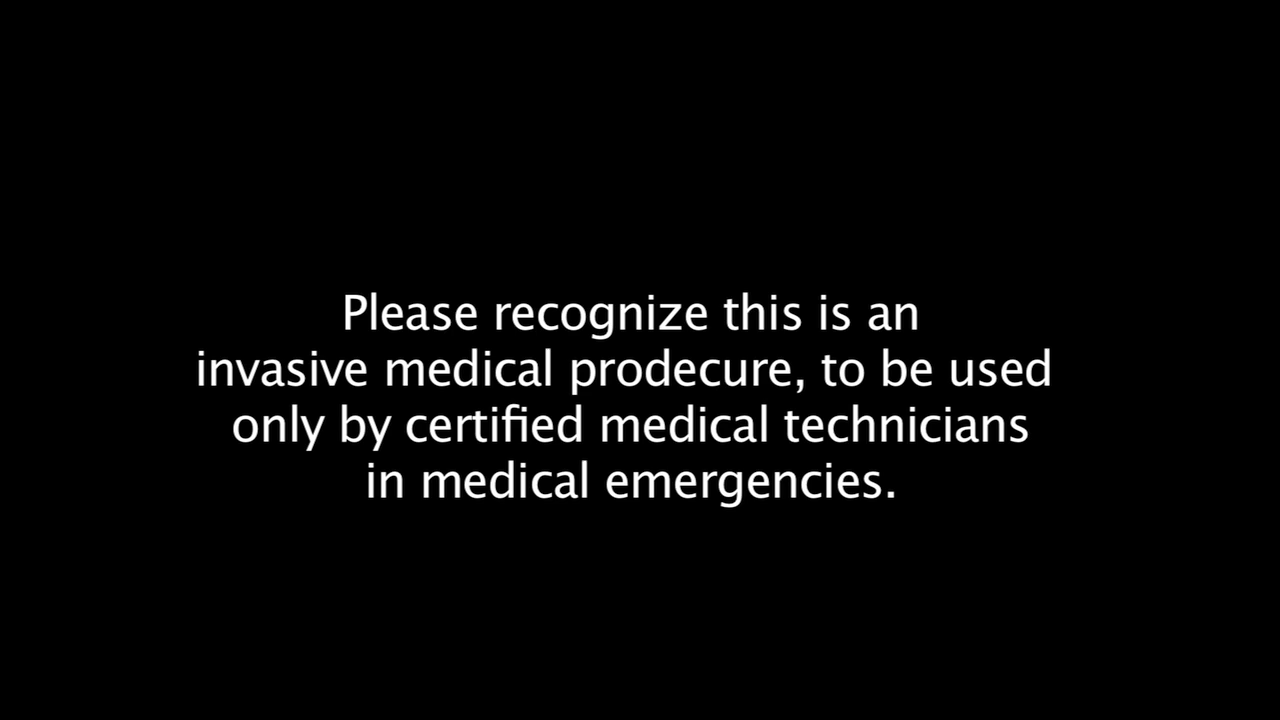 Please recognize this is an
invasive medical prodecure, to be used
only by certified medical technicians
in medical emergencies.